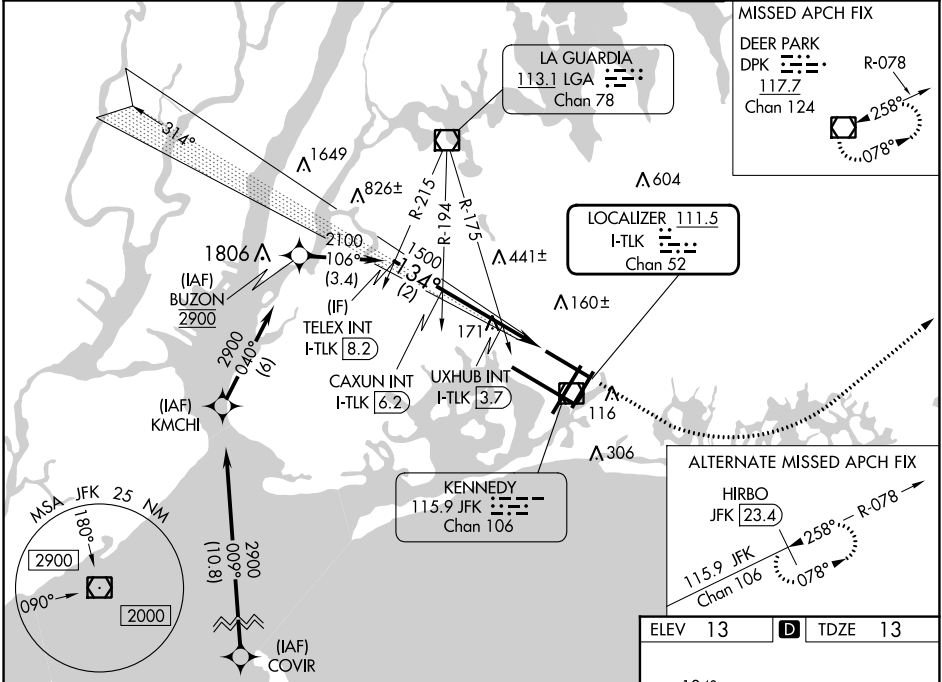 MISSED APCH FIX
DEER PARK
DPK
117.7
Chan 124
R-078
258°
078°
LA GUARDIA
113.1 LGA
Chan 78
314°
1649
826±
604
R-215
R-194
R-175
LOCALIZER 111.5
I-TLK
Chan 52
441±
1806
2100
106°
(3.4)
1500
134°
(2)
(IAF)
BUZON
2900
160±
(IF)
TELEX INT
I-TLK 8.2
171
2900
040°
(6)
CAXUN INT
I-TLK 6.2
UXHUB INT
I-TLK 3.7
(IAF)
KMCHI
116
306
KENNEDY
115.9 JFK
Chan 106
ALTERNATE MISSED APCH FIX
HIRBO
JFK 23.4
R-078
258°
078°
115.9 JFK
Chan 106
MSA JFK 25 NM
180°
2900
090°
2000
2900
009°
(10.8)
(IAF)
COVIR
ELEV 13
D
TDZE 13